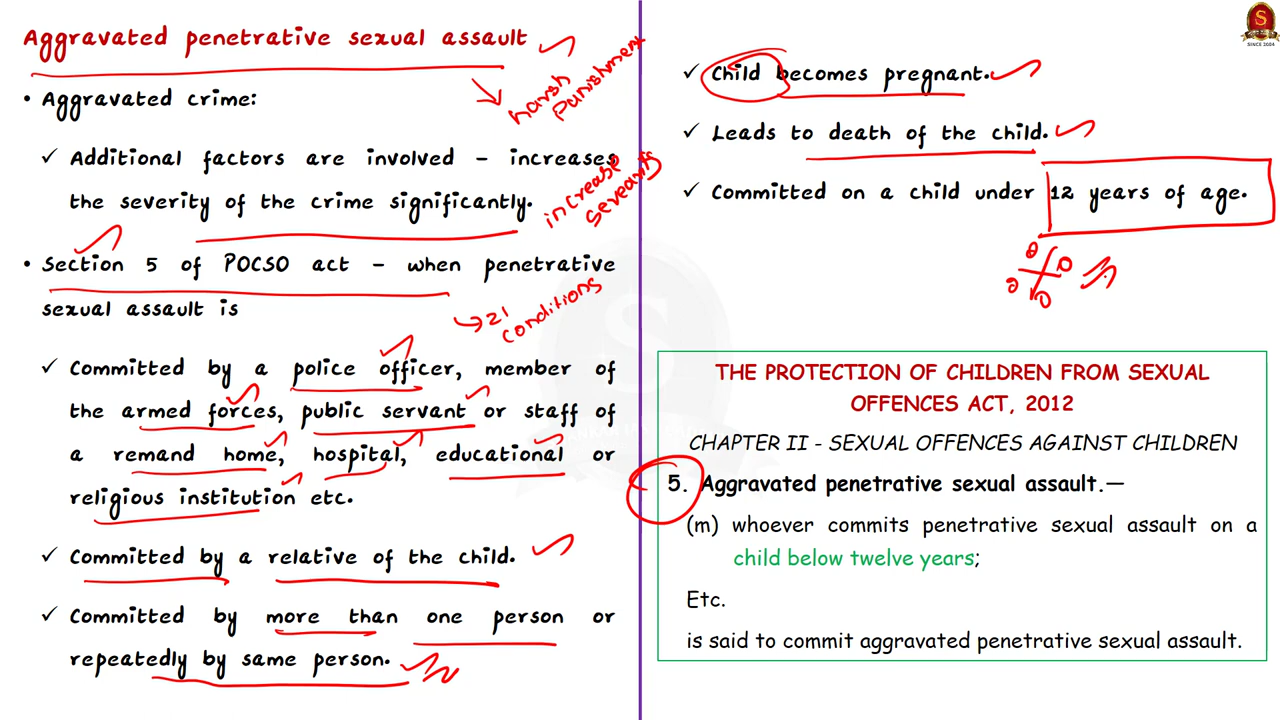 Aggravated penetrative sexual assault
harsh punishment
• Aggravated crime:
✓ Additional factors are involved – increases
the severity of the crime significantly.
increase
• Section 5 of POCSO act – when penetrative
sexual assault is
21 conditions
✓ Committed by a police officer, member of
the armed forces, public servant or staff of
a remand home, hospital, educational or
religious institution etc.
✓ Committed by a relative of the child.
✓ Committed by more than one person or
repeatedly by same person.
S
SINCE 2004
✓ Child becomes pregnant.
✓ Leads to death of the child.
✓ Committed on a child under 12 years of age.
THE PROTECTION OF CHILDREN FROM SEXUAL
OFFENCES ACT, 2012
CHAPTER II - SEXUAL OFFENCES AGAINST CHILDREN
5. Aggravated penetrative sexual assault.—
(m) whoever commits penetrative sexual assault on a
child below twelve years;
Etc.
is said to commit aggravated penetrative sexual assault.